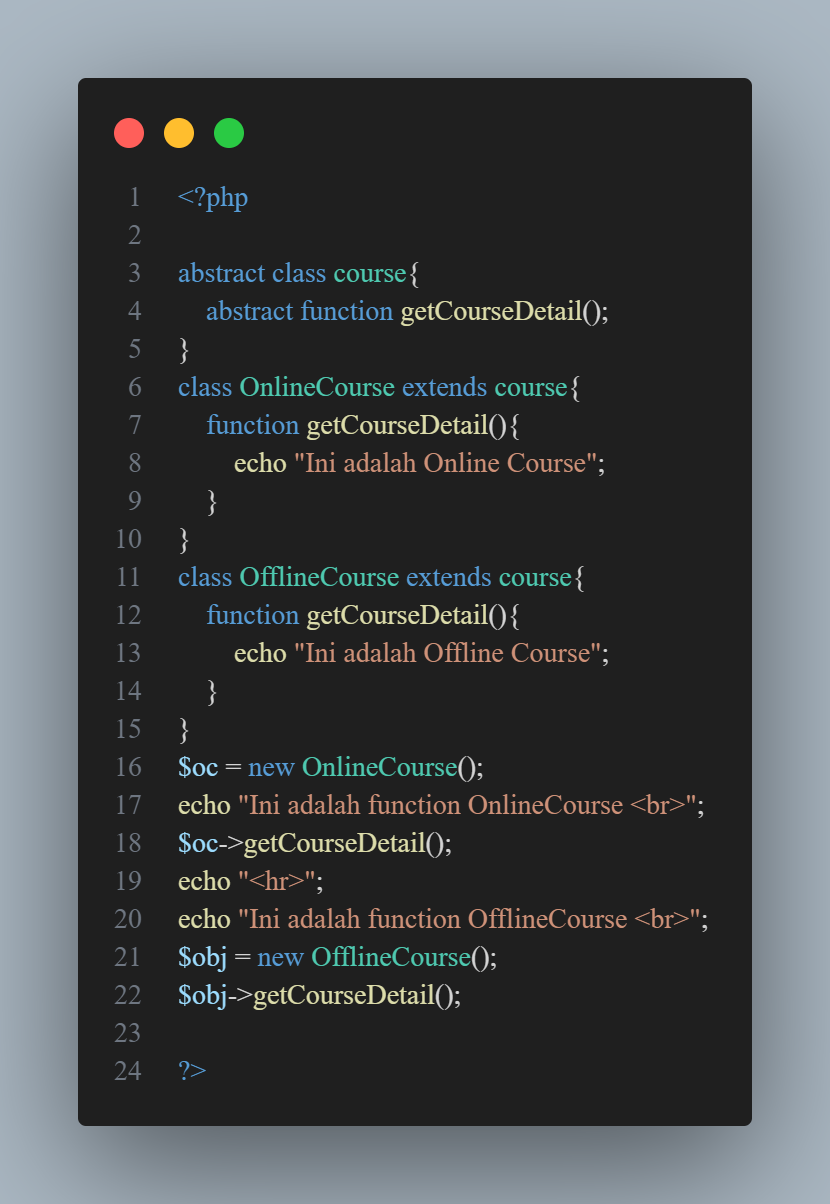 1 <?php
2
3 abstract class course{
4     abstract function getCourseDetail();
5 }
6 class OnlineCourse extends course{
7     function getCourseDetail(){
8         echo "Ini adalah Online Course";
9     }
10 }
11 class OfflineCourse extends course{
12     function getCourseDetail(){
13         echo "Ini adalah Offline Course";
14     }
15 }
16 $oc = new OnlineCourse();
17 echo "Ini adalah function OnlineCourse <br>";
18 $oc->getCourseDetail();
19 echo "<hr>";
20 echo "Ini adalah function OfflineCourse <br>";
21 $obj = new OfflineCourse();
22 $obj->getCourseDetail();
23
24 ?>